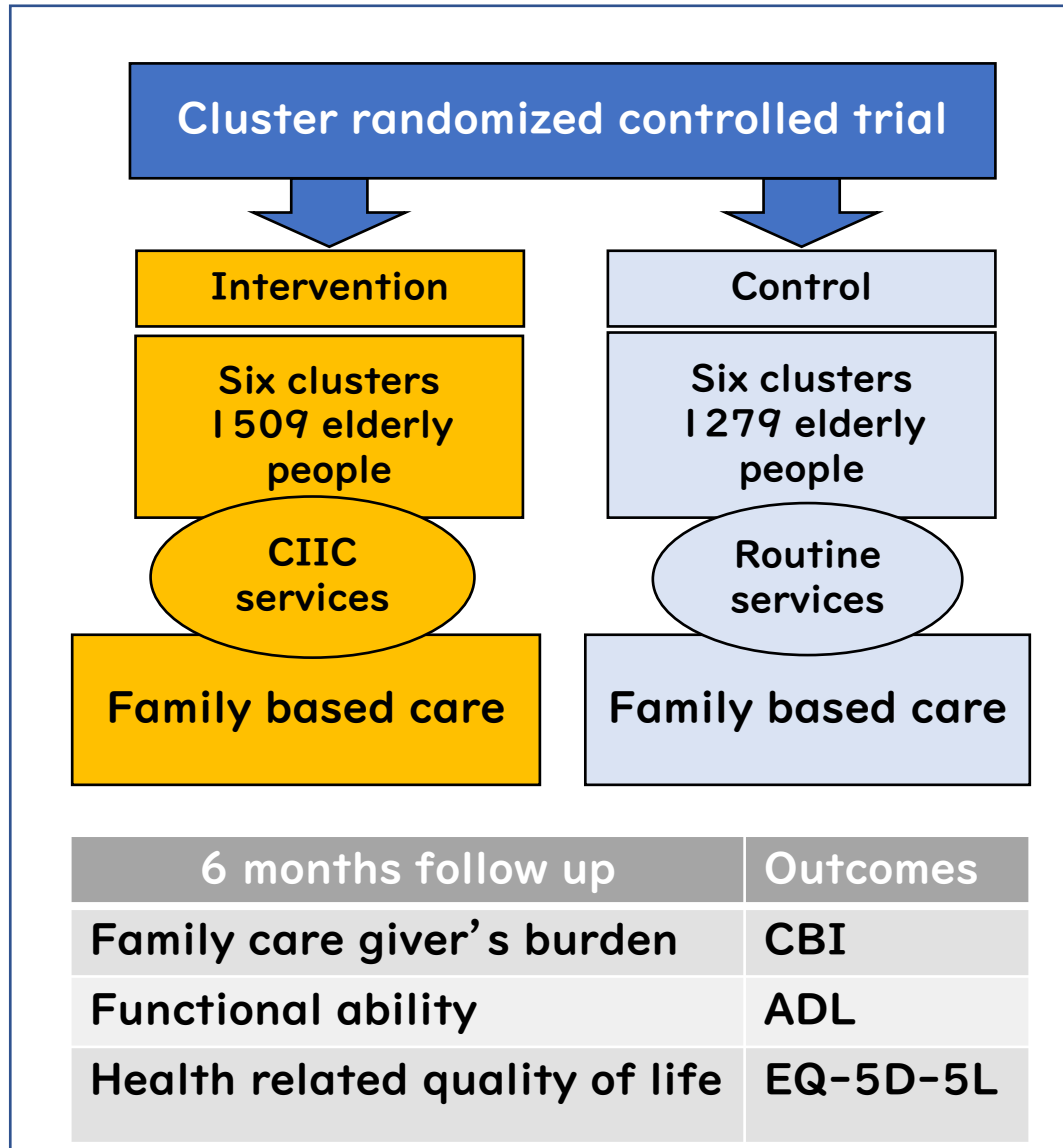 Cluster randomized controlled trial
Intervention
Control
Six clusters
1509 elderly
people
Six clusters
1279 elderly
people
CIIC
services
Routine
services
Family based care
Family based care
6 months follow up Outcomes
Family care giver’s burden CBI
Functional ability ADL
Health related quality of life EQ-5D-5L